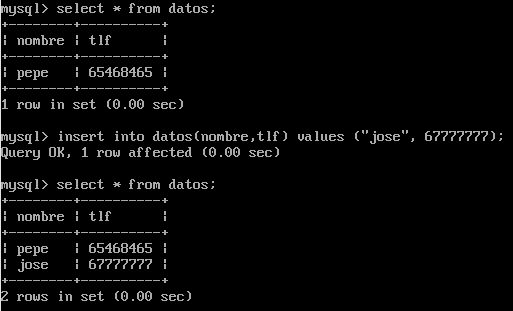 mysql> select * from datos;
+--------+----------+
| nombre | tlf      |
+--------+----------+
| pepe   | 65468465 |
+--------+----------+
1 row in set (0.00 sec)
mysql> insert into datos(nombre,tlf) values ("jose", 67777777);
Query OK, 1 row affected (0.00 sec)
mysql> select * from datos;
+--------+----------+
| nombre | tlf      |
+--------+----------+
| pepe   | 65468465 |
| jose   | 67777777 |
+--------+----------+
2 rows in set (0.00 sec)